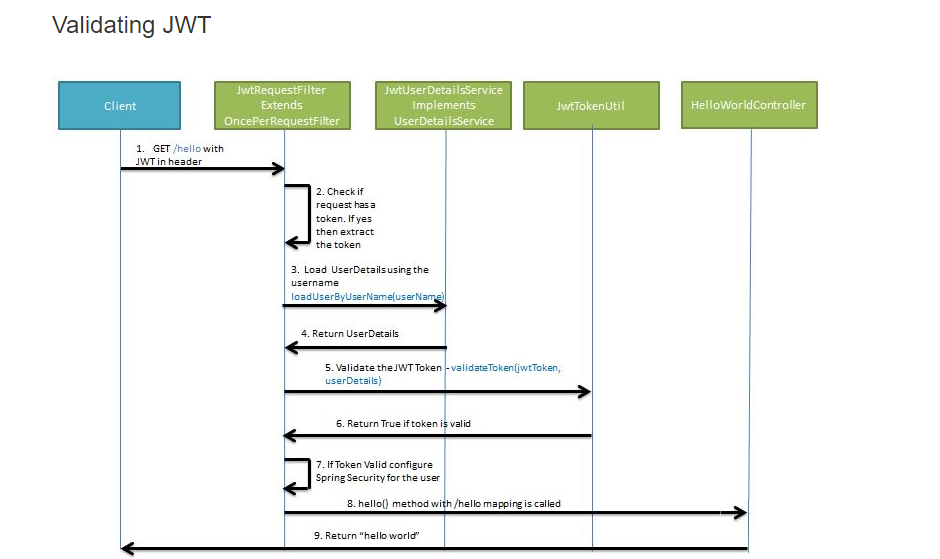 Validating JWT
Client
JwtRequestFilter
Extends
OncePerRequestFilter
JwtUserDetailsService
Implements
UserDetailsService
JwtTokenUtil
HelloWorldController
1. GET /hello with
JWT in header
2. Check if
request has a
token. If yes
then extract
the token
3. Load UserDetails using the
username
loadUserByUserName(userName)
4. Return UserDetails
5. Validate the JWT Token - validateToken(jwtToken,
userDetails)
6. Return True if token is valid
7. If Token Valid configure
Spring Security for the user
8. hello() method with /hello mapping is called
9. Return “hello world”